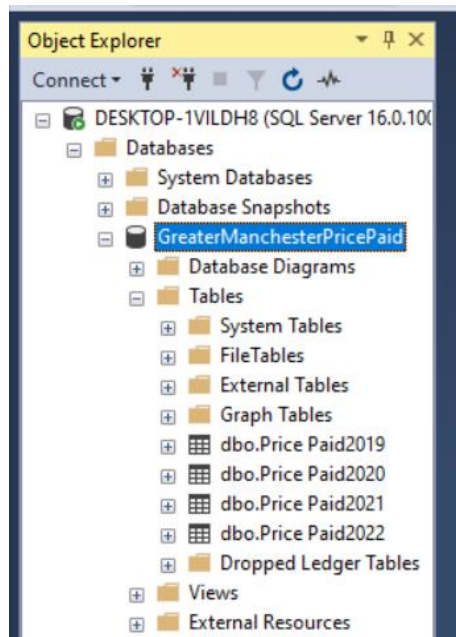 Object Explorer
Connect
DESKTOP-1VILDH8 (SQL Server 16.0.100
Databases
System Databases
Database Snapshots
GreaterManchesterPricePaid
Database Diagrams
Tables
System Tables
FileTables
External Tables
Graph Tables
dbo.Price Paid2019
dbo.Price Paid2020
dbo.Price Paid2021
dbo.Price Paid2022
Dropped Ledger Tables
Views
External Resources